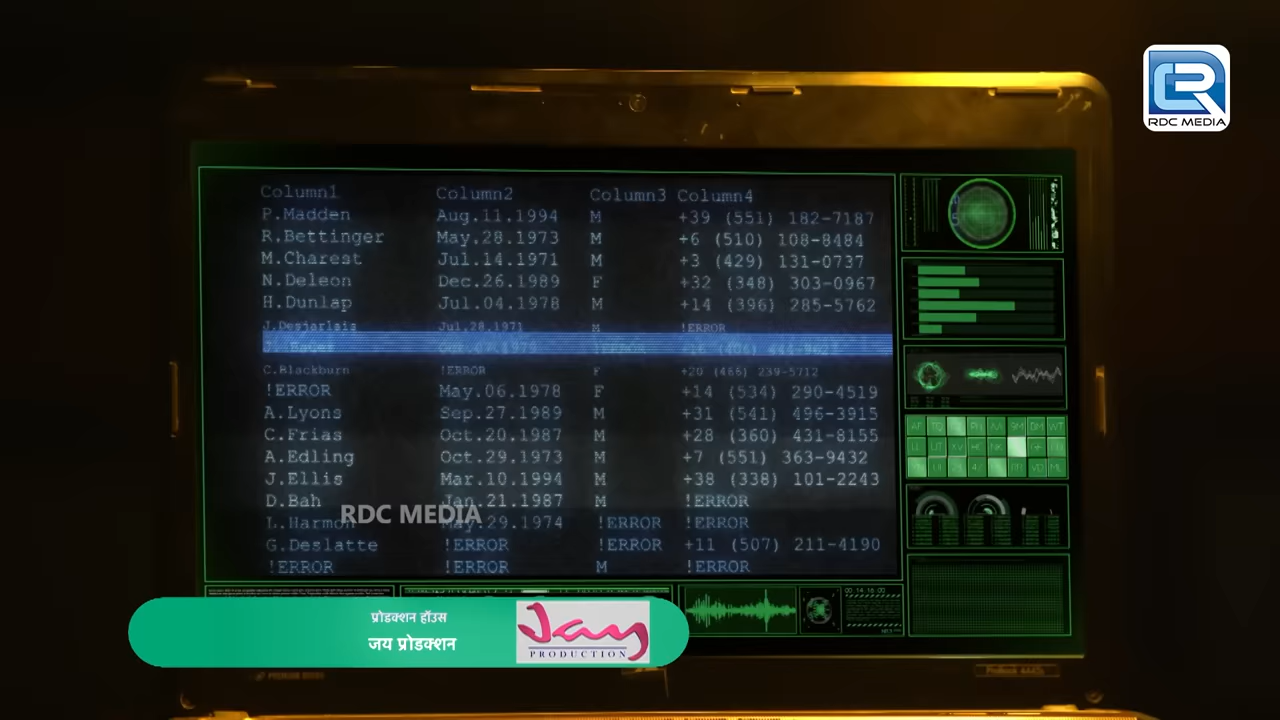 RDC MEDIA
Column1 Column2 Column3 Column4
P.Madden Aug.11.1994 M +39 (551) 182-7187
R.Bettinger May.28.1973 M +6 (510) 108-8484
M.Charest Jul.14.1971 M +3 (429) 131-0737
N.Deleon Dec.26.1989 F +32 (348) 303-0967
H.Dunlap Jul.04.1978 M +14 (396) 285-5762
Jul.28.1971 M !ERROR
C.Blackburn !ERROR F +20 (466) 239-5712
!ERROR May.06.1978 F +14 (534) 290-4519
A.Lyons Sep.27.1989 M +31 (541) 496-3915
C.Frias Oct.20.1987 M +28 (360) 431-8155
A.Edling Oct.29.1973 M +7 (551) 363-9432
J.Ellis Mar.10.1994 M +38 (338) 101-2243
D.Bah Jan.21.1987 M !ERROR
RDC MEDIA
L.Harmon May.29.1974 !ERROR !ERROR
G.Deslatte !ERROR !ERROR +11 (507) 211-4190
!ERROR !ERROR M !ERROR
प्रोडक्शन हॉउस
जय प्रोडक्शन
Jay
PRODUCTION